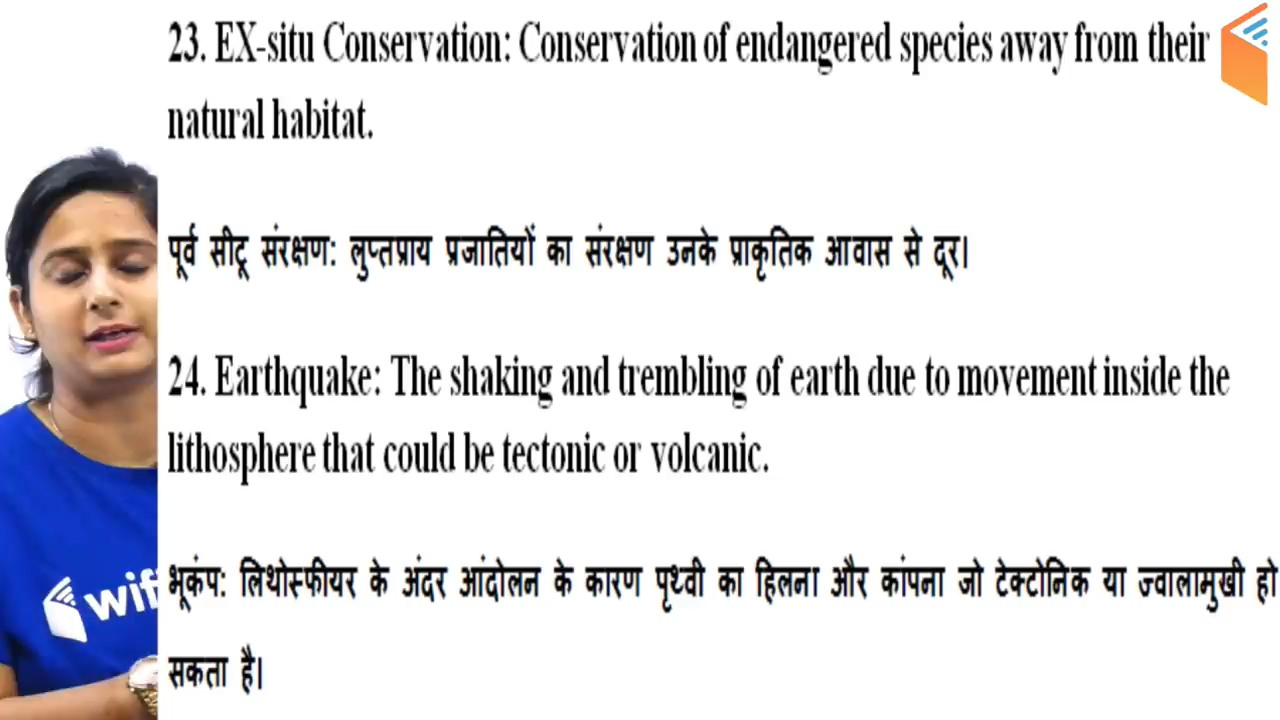 23. EX-situ Conservation: Conservation of endangered species away from their
natural habitat.
पूर्व सीटू संरक्षण: लुप्तप्राय प्रजातियों का संरक्षण उनके प्राकृतिक आवास से दूर।
24. Earthquake: The shaking and trembling of earth due to movement inside the
lithosphere that could be tectonic or volcanic.
भूकंप: लिथोस्फीयर के अंदर आंदोलन के कारण पृथ्वी का हिलना और कांपना जो टेक्टोनिक या ज्वालामुखी हो
सकता है।
wifi